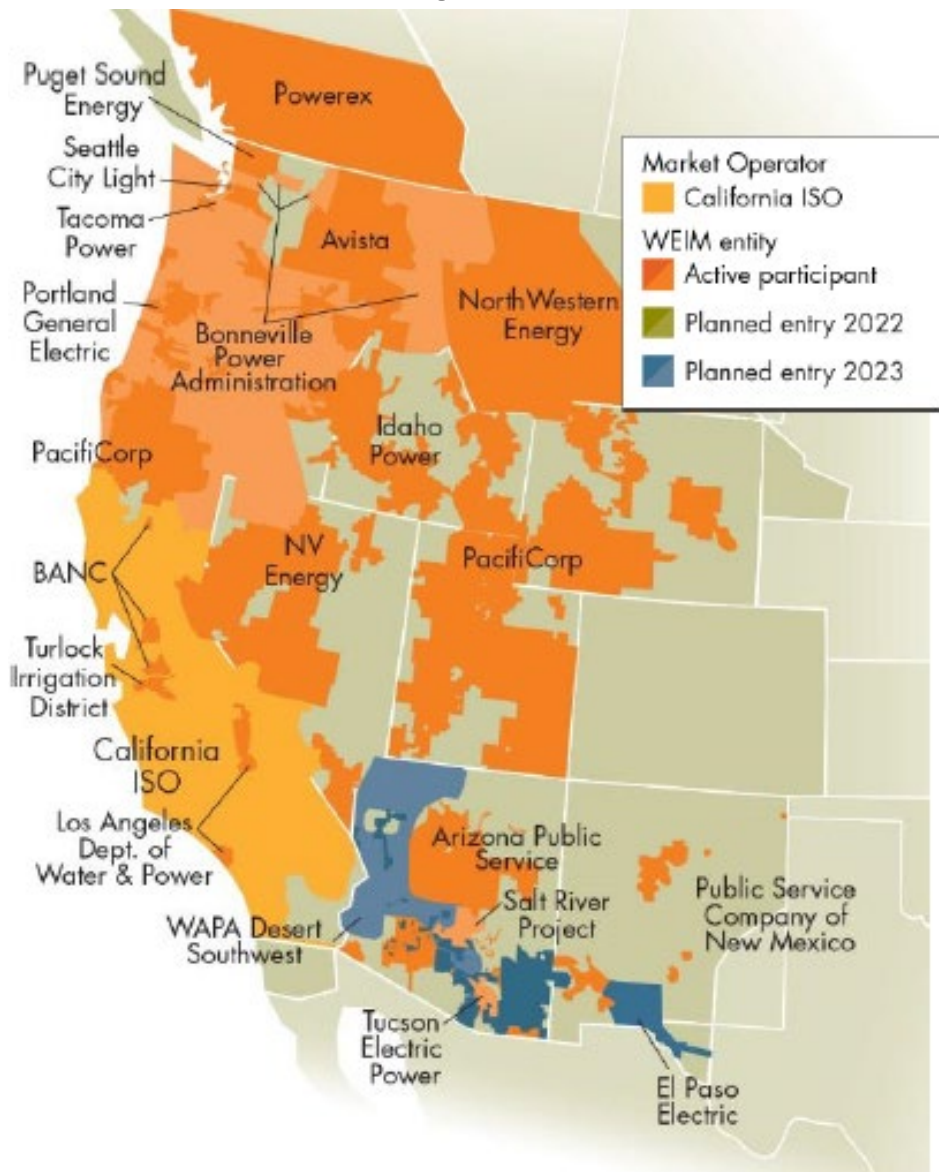 Powerex
Puget Sound
Energy
Seattle
City Light
Tacoma
Power
Avista
Portland
General
Electric
Bonneville
Power
Administration
NorthWestern
Energy
Market Operator
California ISO
WEIM entity
Active participant
Planned entry 2022
Planned entry 2023
PacifiCorp
Idaho
Power
BANC
NV
Energy
PacifiCorp
Turlock
Irrigation
District
California
ISO
Los Angeles
Dept. of
Water & Power
Arizona Public
Service
WAPA Desert
Southwest
Salt River
Project
Public Service
Company of
New Mexico
Tucson
Electric
Power
El Paso
Electric